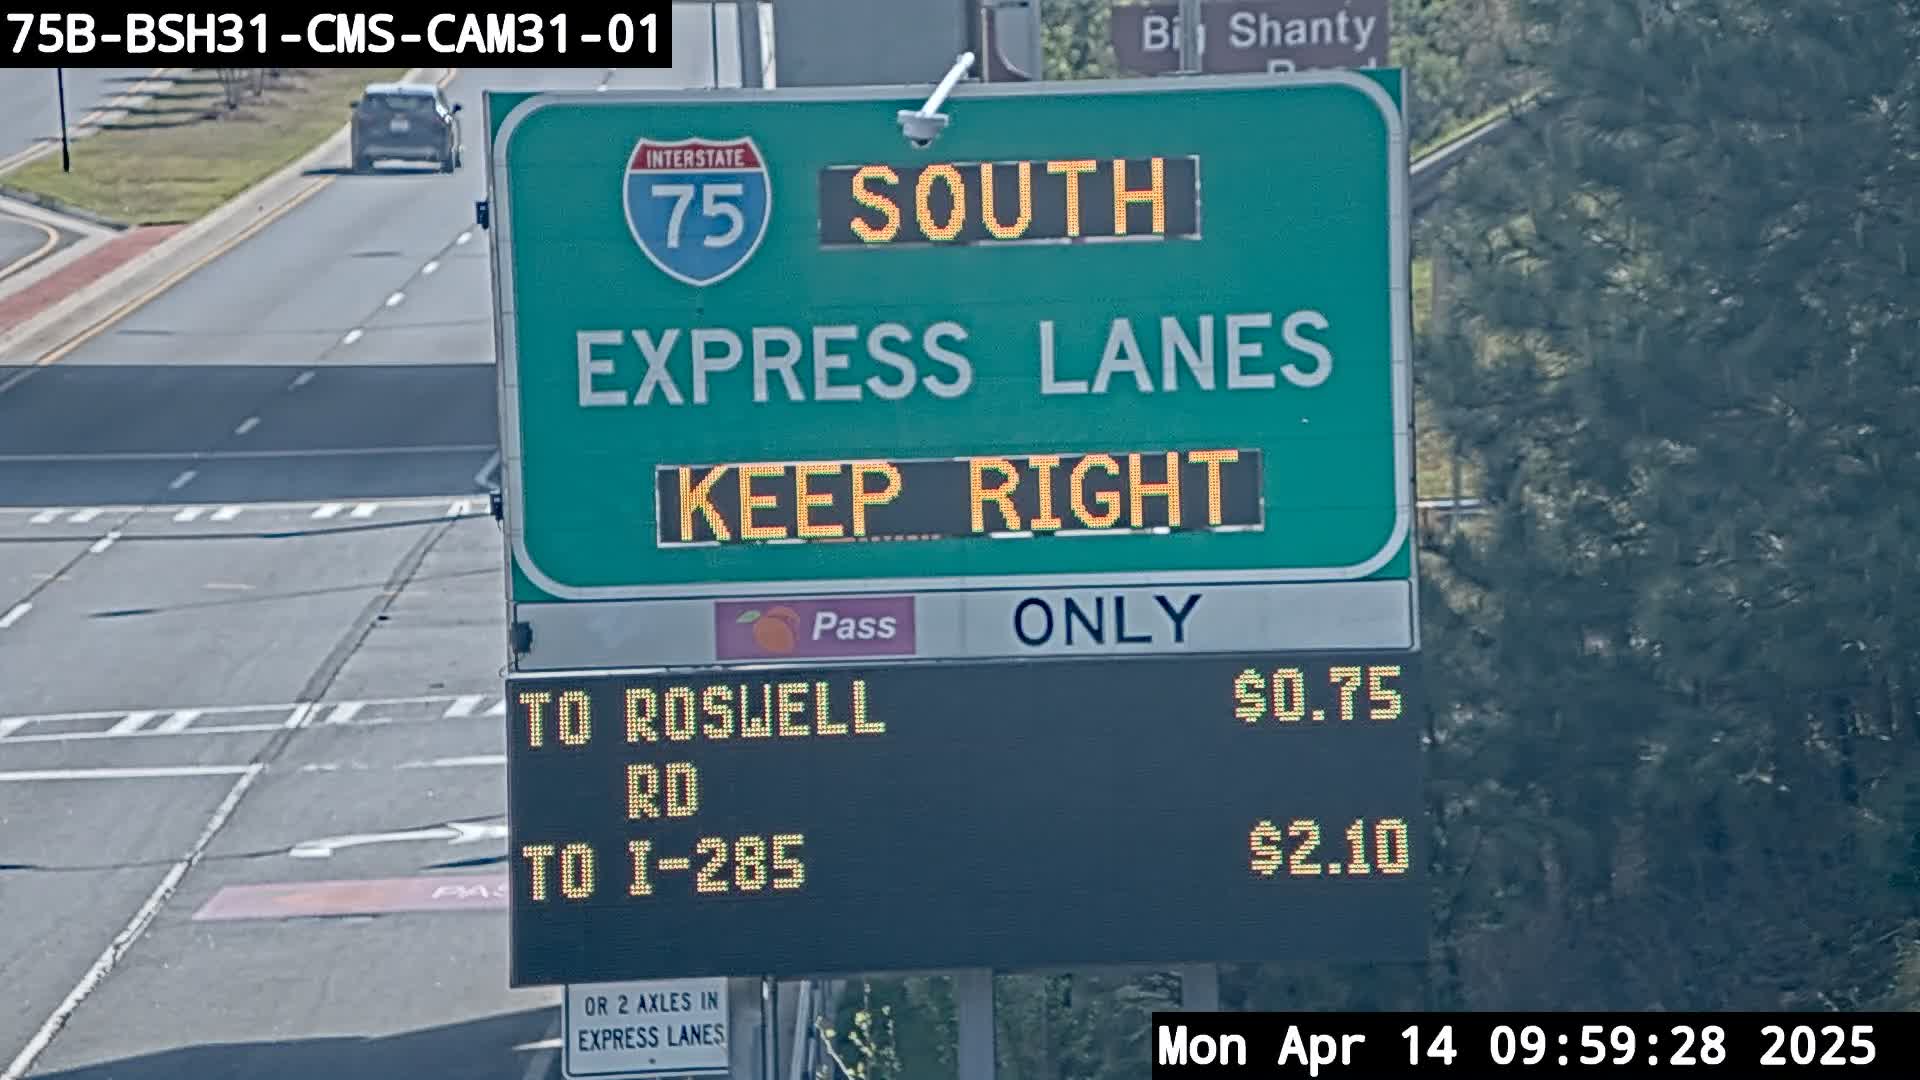 75B-BSH31-CMS-CAM31-01
Big Shanty
Road
INTERSTATE
75
SOUTH
EXPRESS LANES
KEEP RIGHT
Pass ONLY
TO ROSWELL $0.75
RD
TO I-285 $2.10
OR 2 AXLES IN
EXPRESS LANES
Mon Apr 14 09:59:28 2025